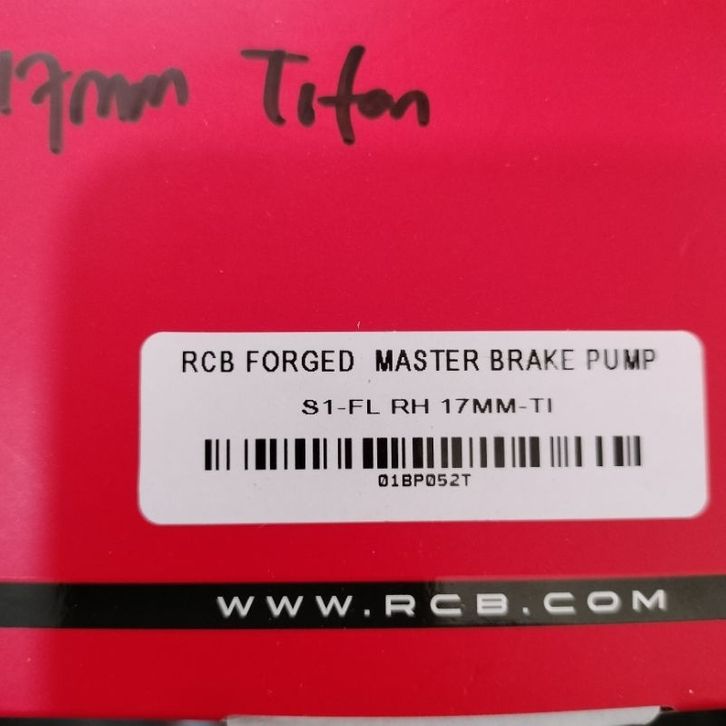 17mm Titan
RCB FORGED MASTER BRAKE PUMP
S1-FL RH 17MM-TI
01BP052T
WWW.RCB.COM